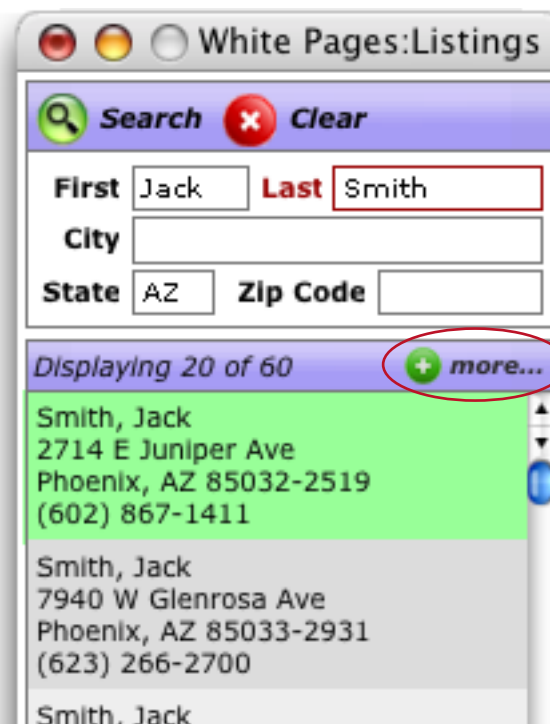 White Pages:Listings
Search Clear
First Jack Last Smith
City
State AZ Zip Code
Displaying 20 of 60 more...
Smith, Jack
2714 E Juniper Ave
Phoenix, AZ 85032-2519
(602) 867-1411
Smith, Jack
7940 W Glenrosa Ave
Phoenix, AZ 85033-2931
(623) 266-2700
Smith, Jack